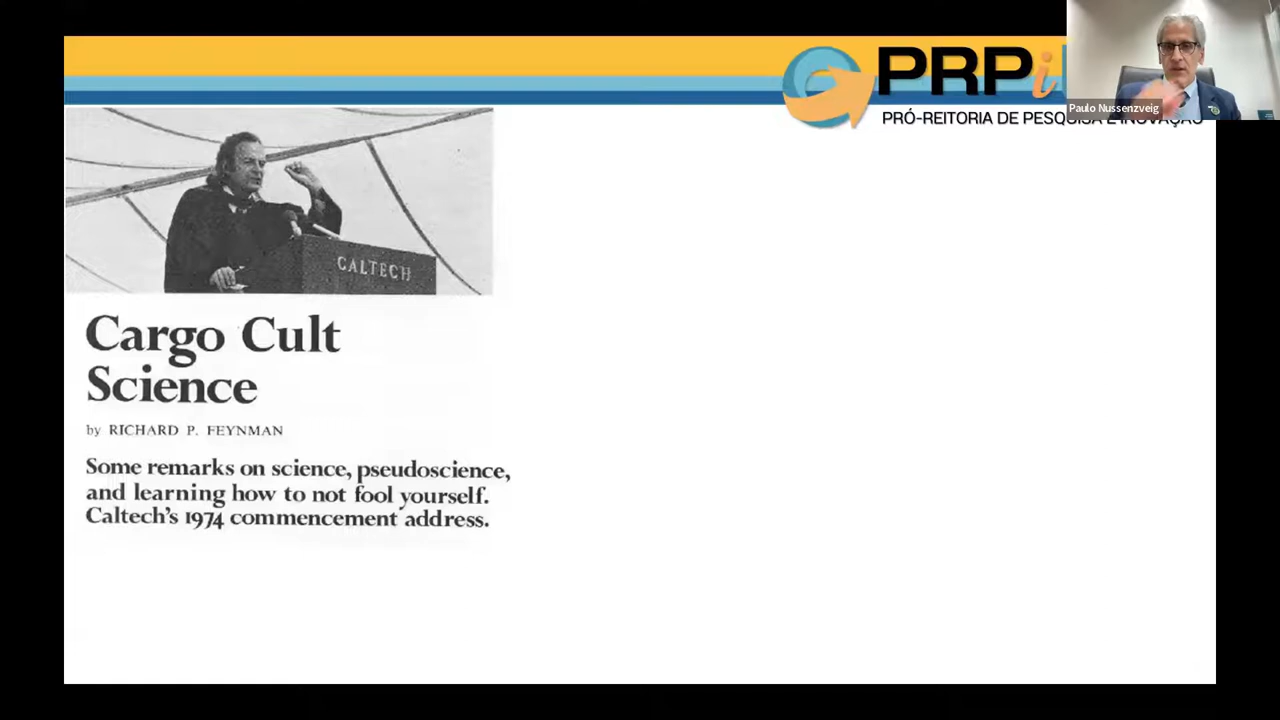 PRPi
Paulo Nussenzveig
PRÓ-REITORIA DE PESQUISA E INOVAÇÃO
CALTECH
Cargo Cult
Science
by RICHARD P. FEYNMAN
Some remarks on science, pseudoscience,
and learning how to not fool yourself.
Caltech's 1974 commencement address.